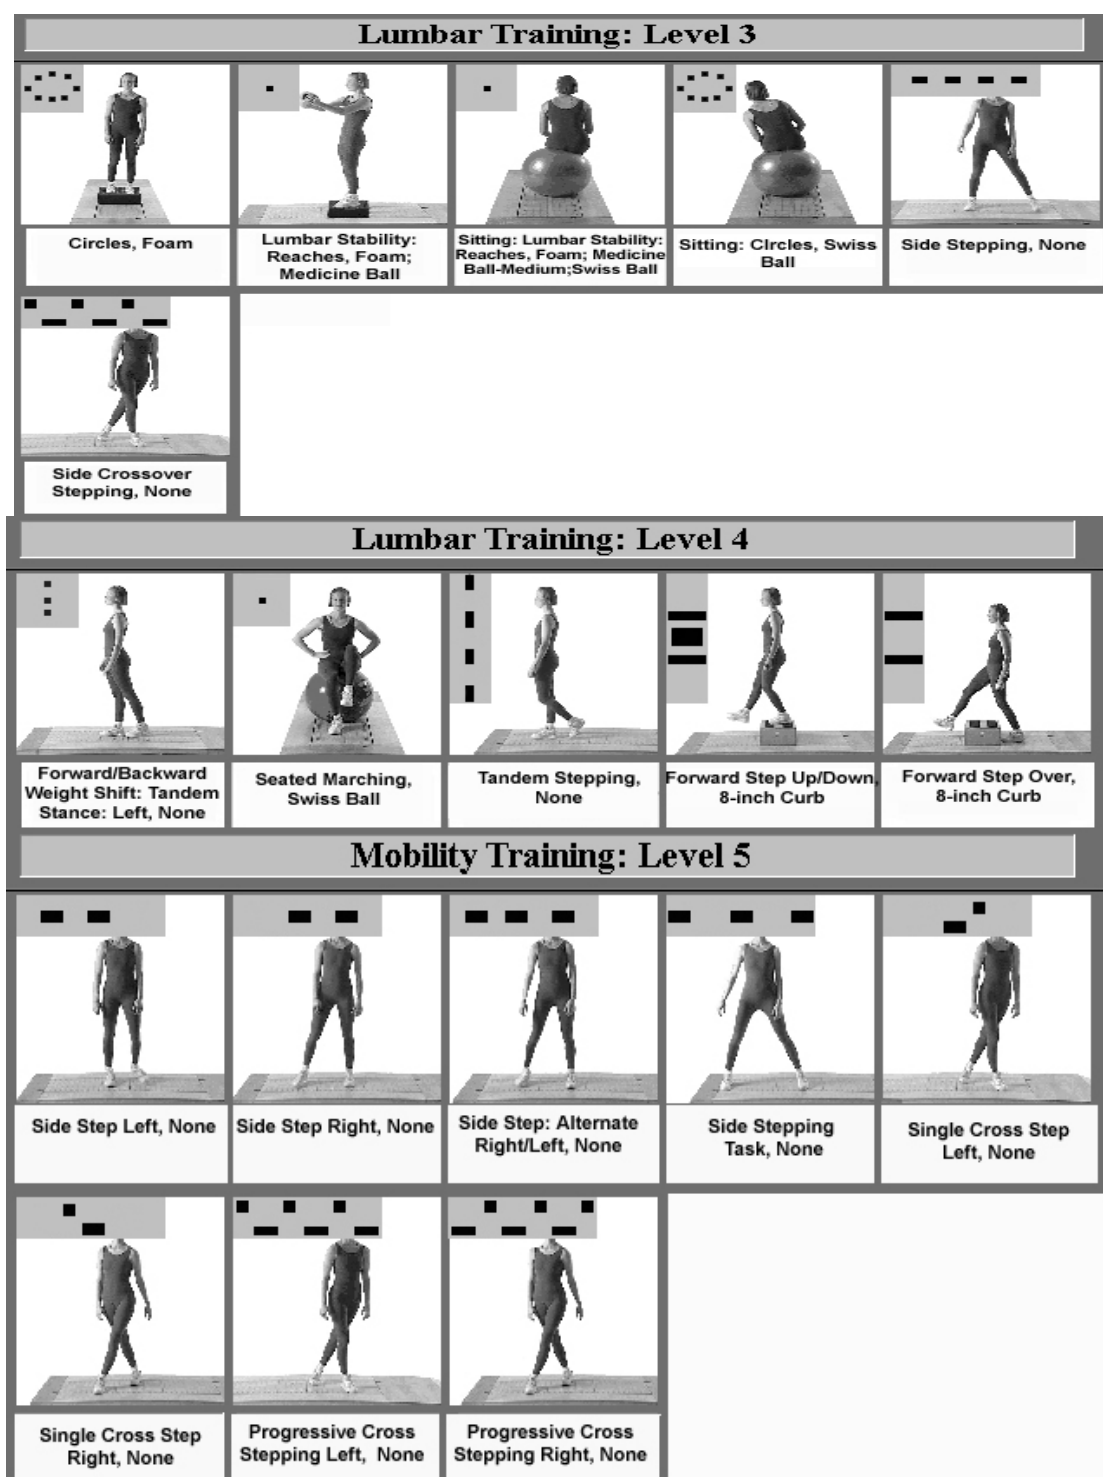 Lumbar Training: Level 3
Circles, Foam
Lumbar Stability:
Reaches, Foam;
Medicine Ball
Sitting: Lumbar Stability:
Reaches, Foam; Medicine
Ball-Medium;Swiss Ball
Sitting: CIrcles, Swiss
Ball
Side Stepping, None
Side Crossover
Stepping, None
Lumbar Training: Level 4
Forward/Backward
Weight Shift: Tandem
Stance: Left, None
Seated Marching,
Swiss Ball
Tandem Stepping,
None
Forward Step Up/Down,
8-inch Curb
Forward Step Over,
8-inch Curb
Mobility Training: Level 5
Side Step Left, None
Side Step Right, None
Side Step: Alternate
Right/Left, None
Side Stepping
Task, None
Single Cross Step
Left, None
Single Cross Step
Right, None
Progressive Cross
Stepping Left, None
Progressive Cross
Stepping Right, None